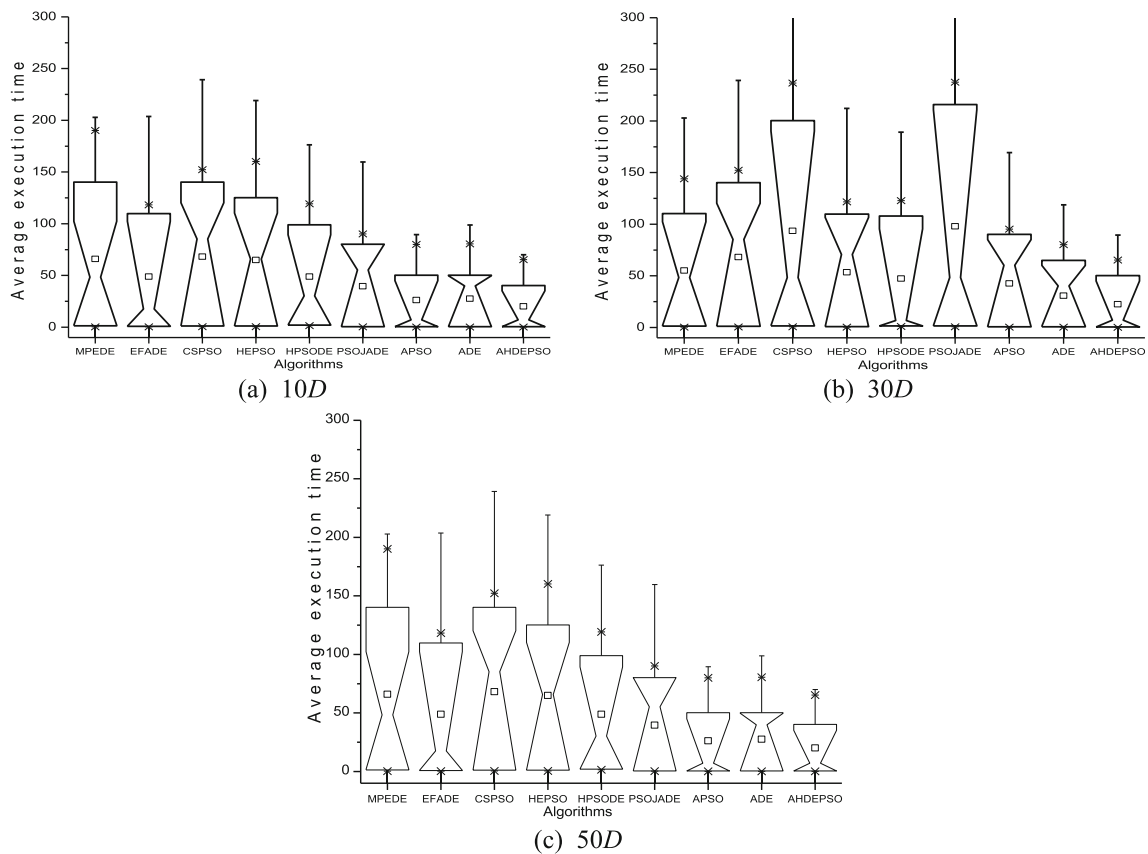 300
250
200
150
100
50
0
Average execution time
MPEDE EFADE CSPSO HEPSO HPSODE PSOJADE APSO ADE AHDEPSO
Algorithms
(a) 10D
300
250
200
150
100
50
0
Average execution time
MPEDE EFADE CSPSO HEPSO HPSODE PSOJADE APSO ADE AHDEPSO
Algorithms
(b) 30D
300
250
200
150
100
50
0
Average execution time
MPEDE EFADE CSPSO HEPSO HPSODE PSOJADE APSO ADE AHDEPSO
Algorithms
(c) 50D